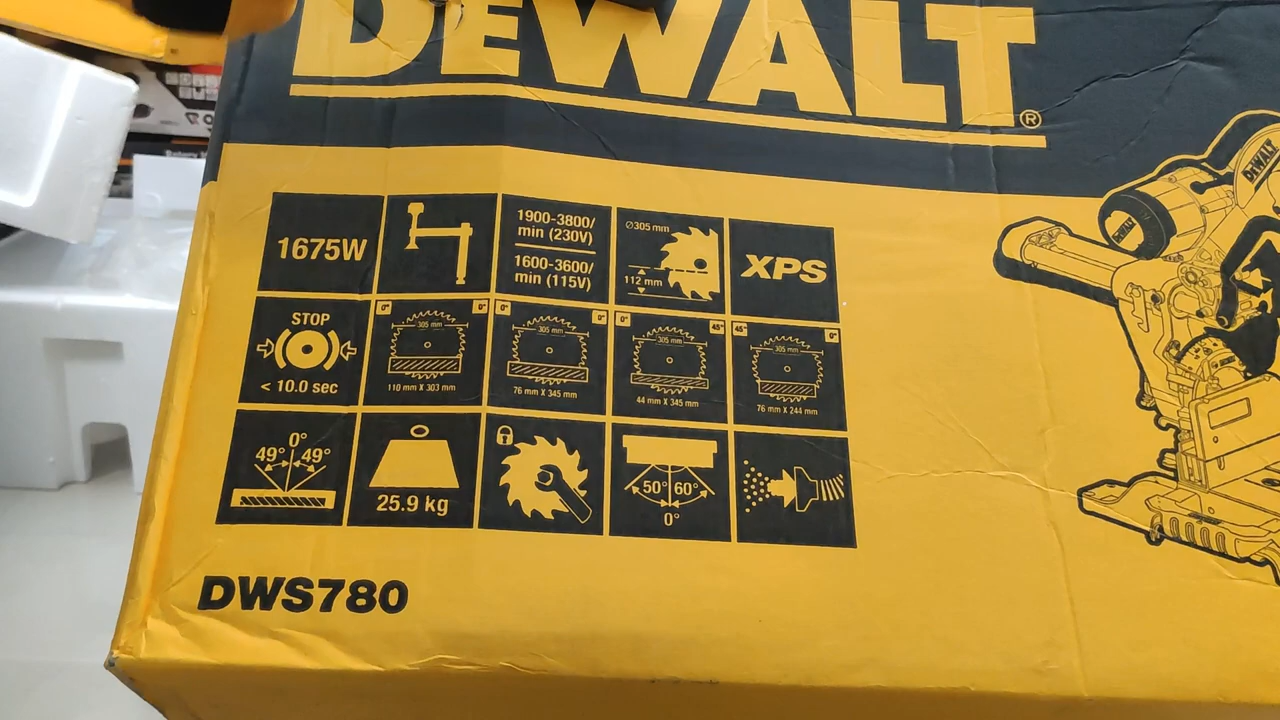 DEWALT®
1675W
1900-3800/
min (230V)
1600-3600/
min (115V)
Ø305 mm
112 mm
XPS
STOP
< 10.0 sec
0° 0°
305 mm
110 mm X 303 mm
0° 0°
305 mm
76 mm X 345 mm
0° 45°
305 mm
44 mm X 345 mm
45° 0°
305 mm
76 mm X 244 mm
0°
49° 49°
25.9 kg
50° 60°
0°
DWS780
DEWALT
DEWALT